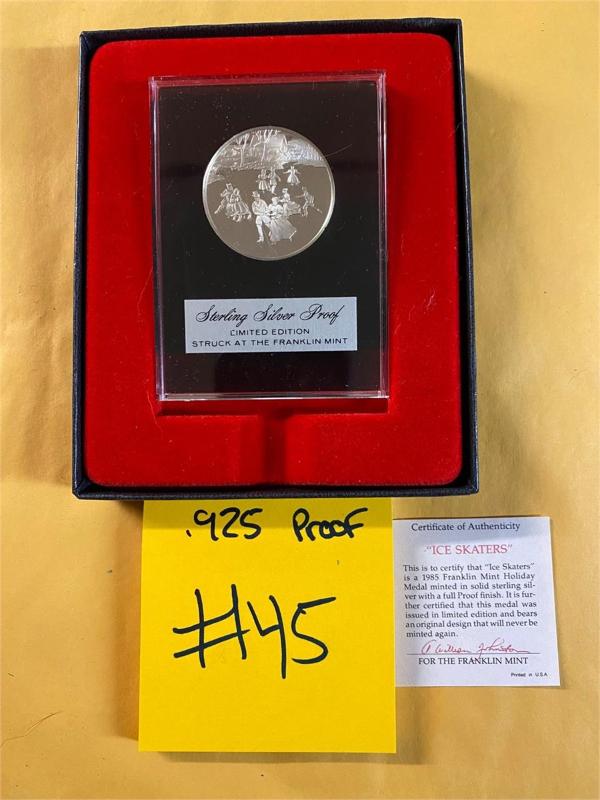 Sterling Silver Proof
LIMITED EDITION
STRUCK AT THE FRANKLIN MINT
.925 Proof
#45
Certificate of Authenticity
"ICE SKATERS"
This is to certify that "Ice Skaters"
is a 1985 Franklin Mint Holiday
Medal minted in solid sterling sil-
ver with a full Proof finish. It is fur-
ther certified that this medal was
issued in limited edition and bears
an original design that will never be
minted again.
FOR THE FRANKLIN MINT
Printed in U.S.A